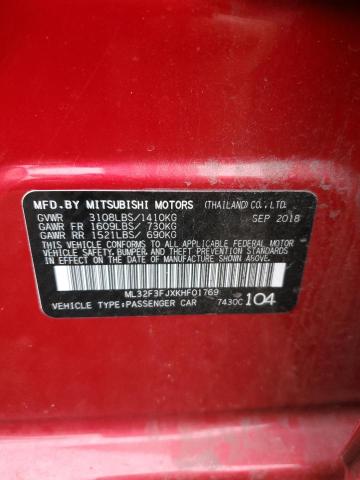 MFD.BY MITSUBISHI MOTORS (THAILAND)CO.,LTD.
GVWR 3108LBS/1410KG SEP 2018
GAWR FR 1609LBS/ 730KG
GAWR RR 1521LBS/ 690KG
THIS VEHICLE CONFORMS TO ALL APPLICABLE FEDERAL MOTOR
VEHICLE SAFETY, BUMPER AND THEFT PREVENTION STANDARDS
IN EFFECT ON THE DATE OF MANUFACTURE SHOWN ABOVE.
ML32F3FJXKHF01769
VEHICLE TYPE:PASSENGER CAR 7430C 104